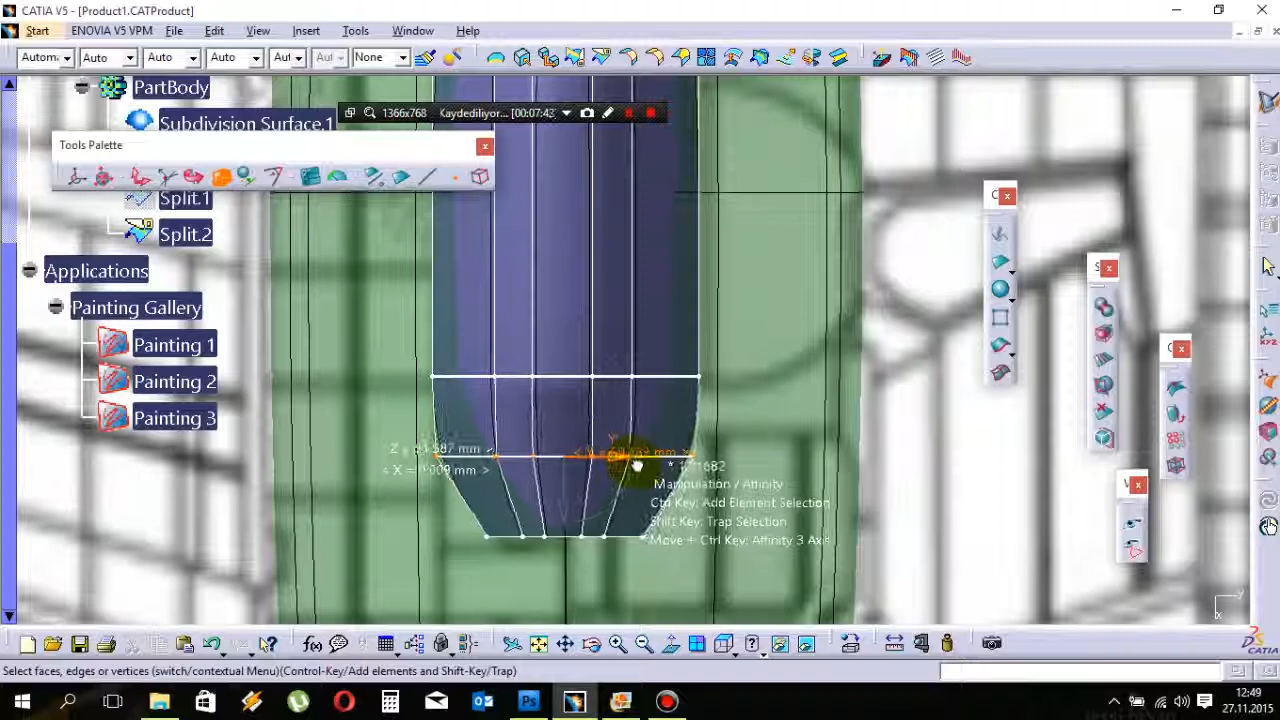 CATIA V5 - [Product1.CATProduct]
Start ENOVIA V5 VPM File Edit View Insert Tools Window Help
Autom Auto Auto Auto Aut Aut None
PartBody
1366x768 Kaydediliyor... [00:07:42]
Subdivision Surface.1
Tools Palette
Split.1
Split.2
Applications
Painting Gallery
Painting 1
Painting 2
Painting 3
Manipulation / Affinity
Ctrl Key: Add Element Selection
Shift Key: Trap Selection
Move + Ctrl Key: Affinity 3 Axis
Select faces, edges or vertices (switch/contextual Menu)(Control-Key/Add elements and Shift-Key/Trap)
12:49
27.11.2015